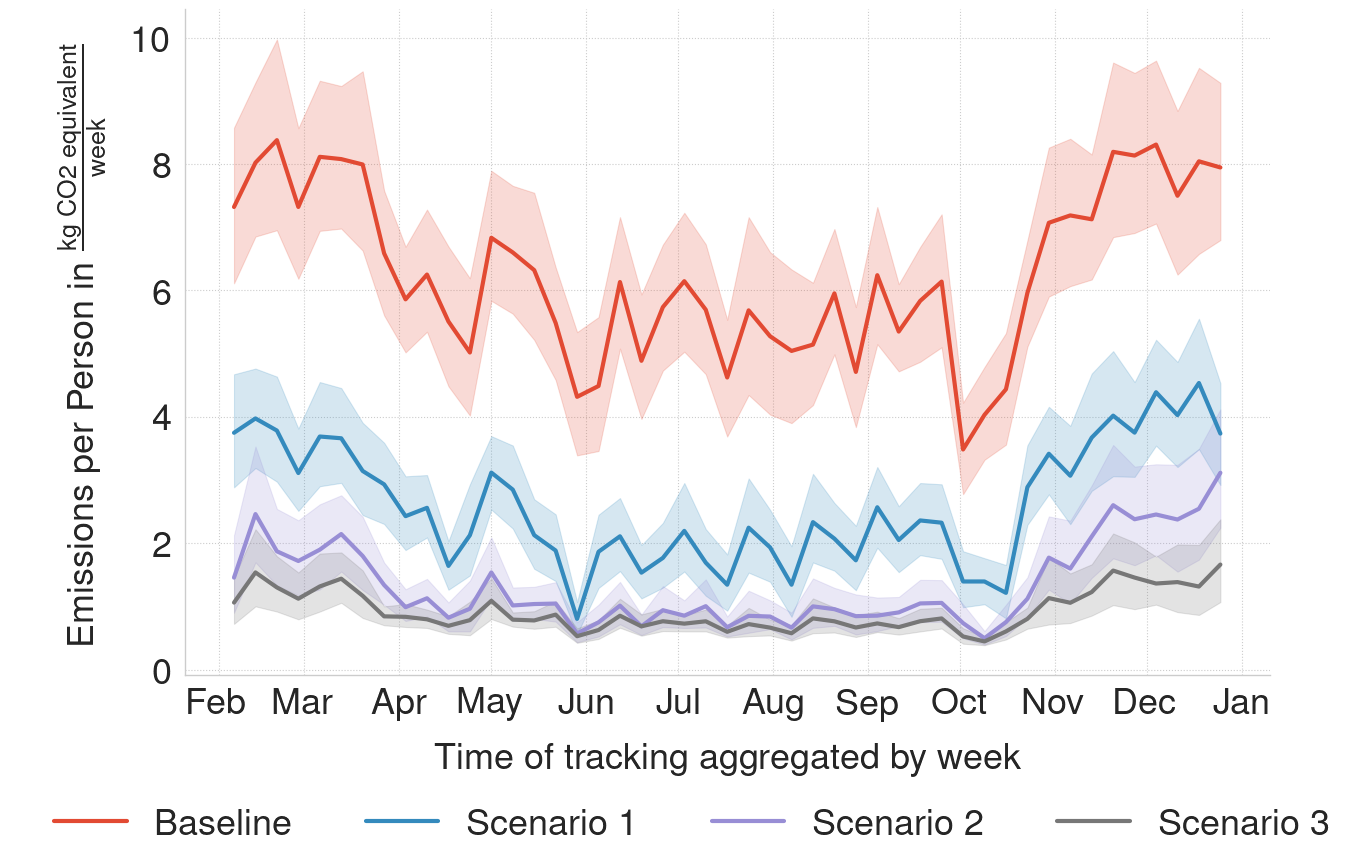 Emissions per Person in kg CO2 equivalent
week
10
8
6
4
2
0
Feb Mar Apr May Jun Jul Aug Sep Oct Nov Dec Jan
Time of tracking aggregated by week
Baseline Scenario 1 Scenario 2 Scenario 3